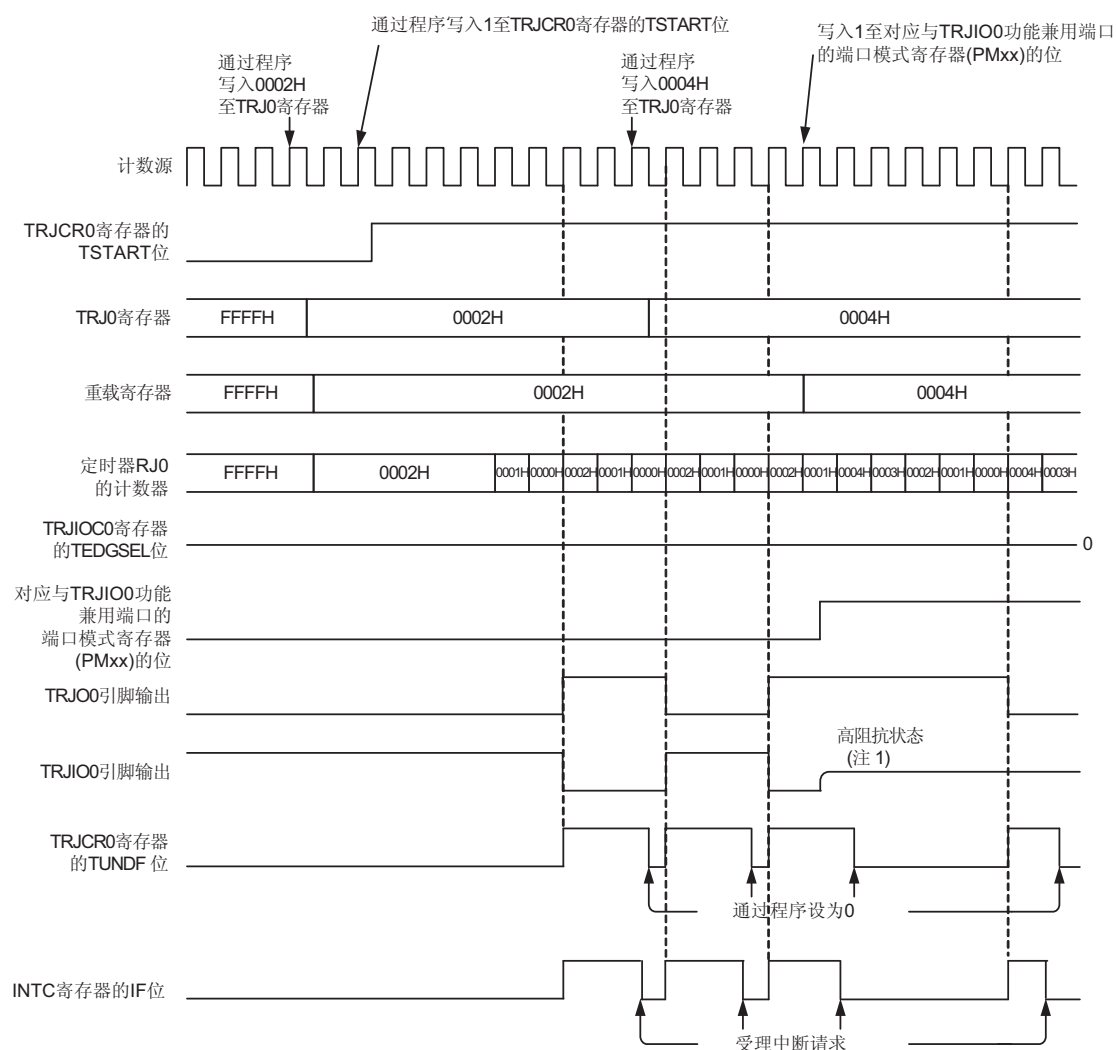 通过程序写入1至TRJCR0寄存器的TSTART位
写入1至对应与TRJIO0功能兼用端口
的端口模式寄存器(PMxx)的位
通过程序
写入0002H
至TRJ0寄存器
通过程序
写入0004H
至TRJ0寄存器
计数源
TRJCR0寄存器的
TSTART位
TRJ0寄存器
FFFFH 0002H 0004H
重载寄存器
FFFFH 0002H 0004H
定时器RJ0
的计数器
FFFFH 0002H 0001H 0000H 0002H 0001H 0000H 0002H 0001H 0000H 0002H 0001H 0004H 0003H 0002H 0001H 0000H 0004H 0003H
TRJIOC0寄存器
的TEDGSEL位
0
对应与TRJIO0功能
兼用端口的
端口模式寄存器
(PMxx)的位
TRJO0引脚输出
高阻抗状态
(注 1)
TRJIO0引脚输出
TRJCR0寄存器
的TUNDF 位
通过程序设为0
INTC寄存器的IF位
受理中断请求